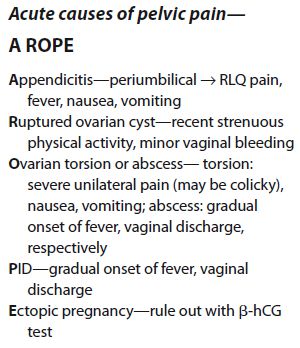 Acute causes of pelvic pain—
A ROPE
Appendicitis—periumbilical → RLQ pain,
fever, nausea, vomiting
Ruptured ovarian cyst—recent strenuous
physical activity, minor vaginal bleeding
Ovarian torsion or abscess— torsion:
severe unilateral pain (may be colicky),
nausea, vomiting; abscess: gradual
onset of fever, vaginal discharge,
respectively
PID—gradual onset of fever, vaginal
discharge
Ectopic pregnancy—rule out with β-hCG
test